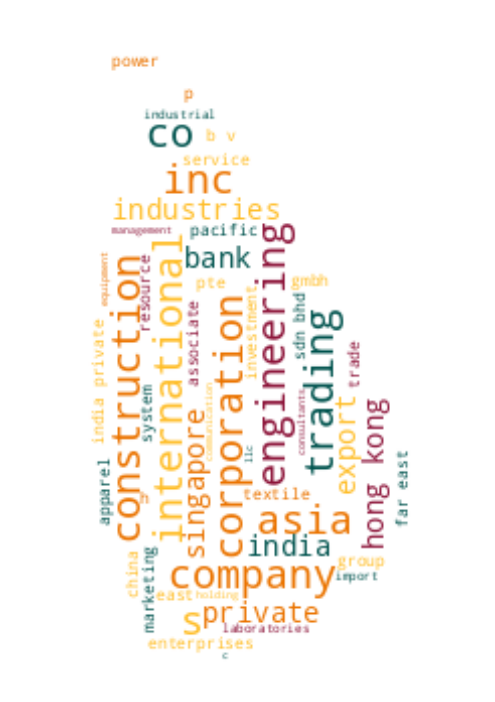 power
p
industrial
co
b v
service
inc
industries
management
pacific
engineering
international
bank
construction
equipment
resource
pte
gmbh
investment
sdn bhd
corporation
associate
trading
india private
trade
communication
system
consultants
export
hong kong
singapore
llc
far east
apparel
textile
asia
india
company
china
marketing
group
import
east
holding
s
private
laboratories
enterprises
c